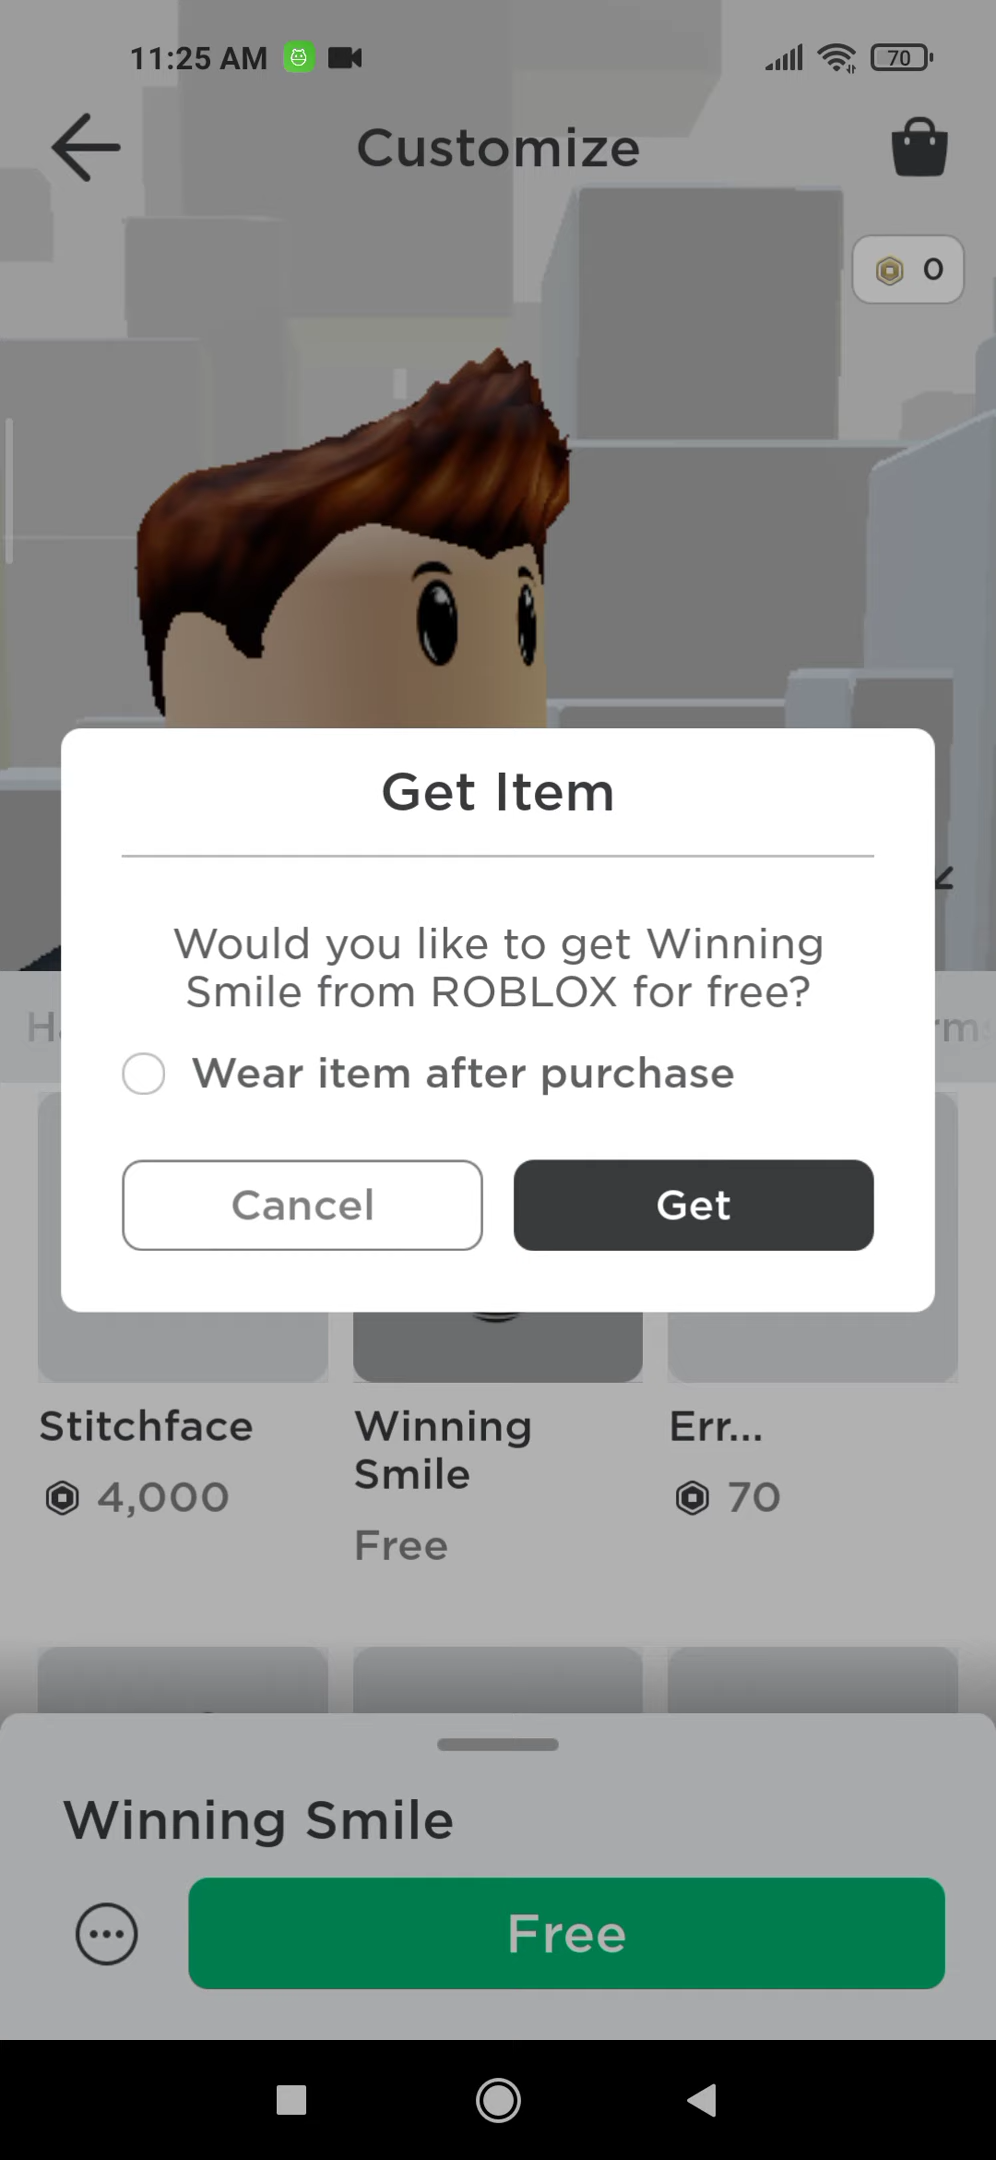 11:25 AM
70
Customize
0
Get Item
Would you like to get Winning
Smile from ROBLOX for free?
Wear item after purchase
Cancel
Get
Stitchface
Winning
Smile
Err...
4,000
70
Free
Winning Smile
Free